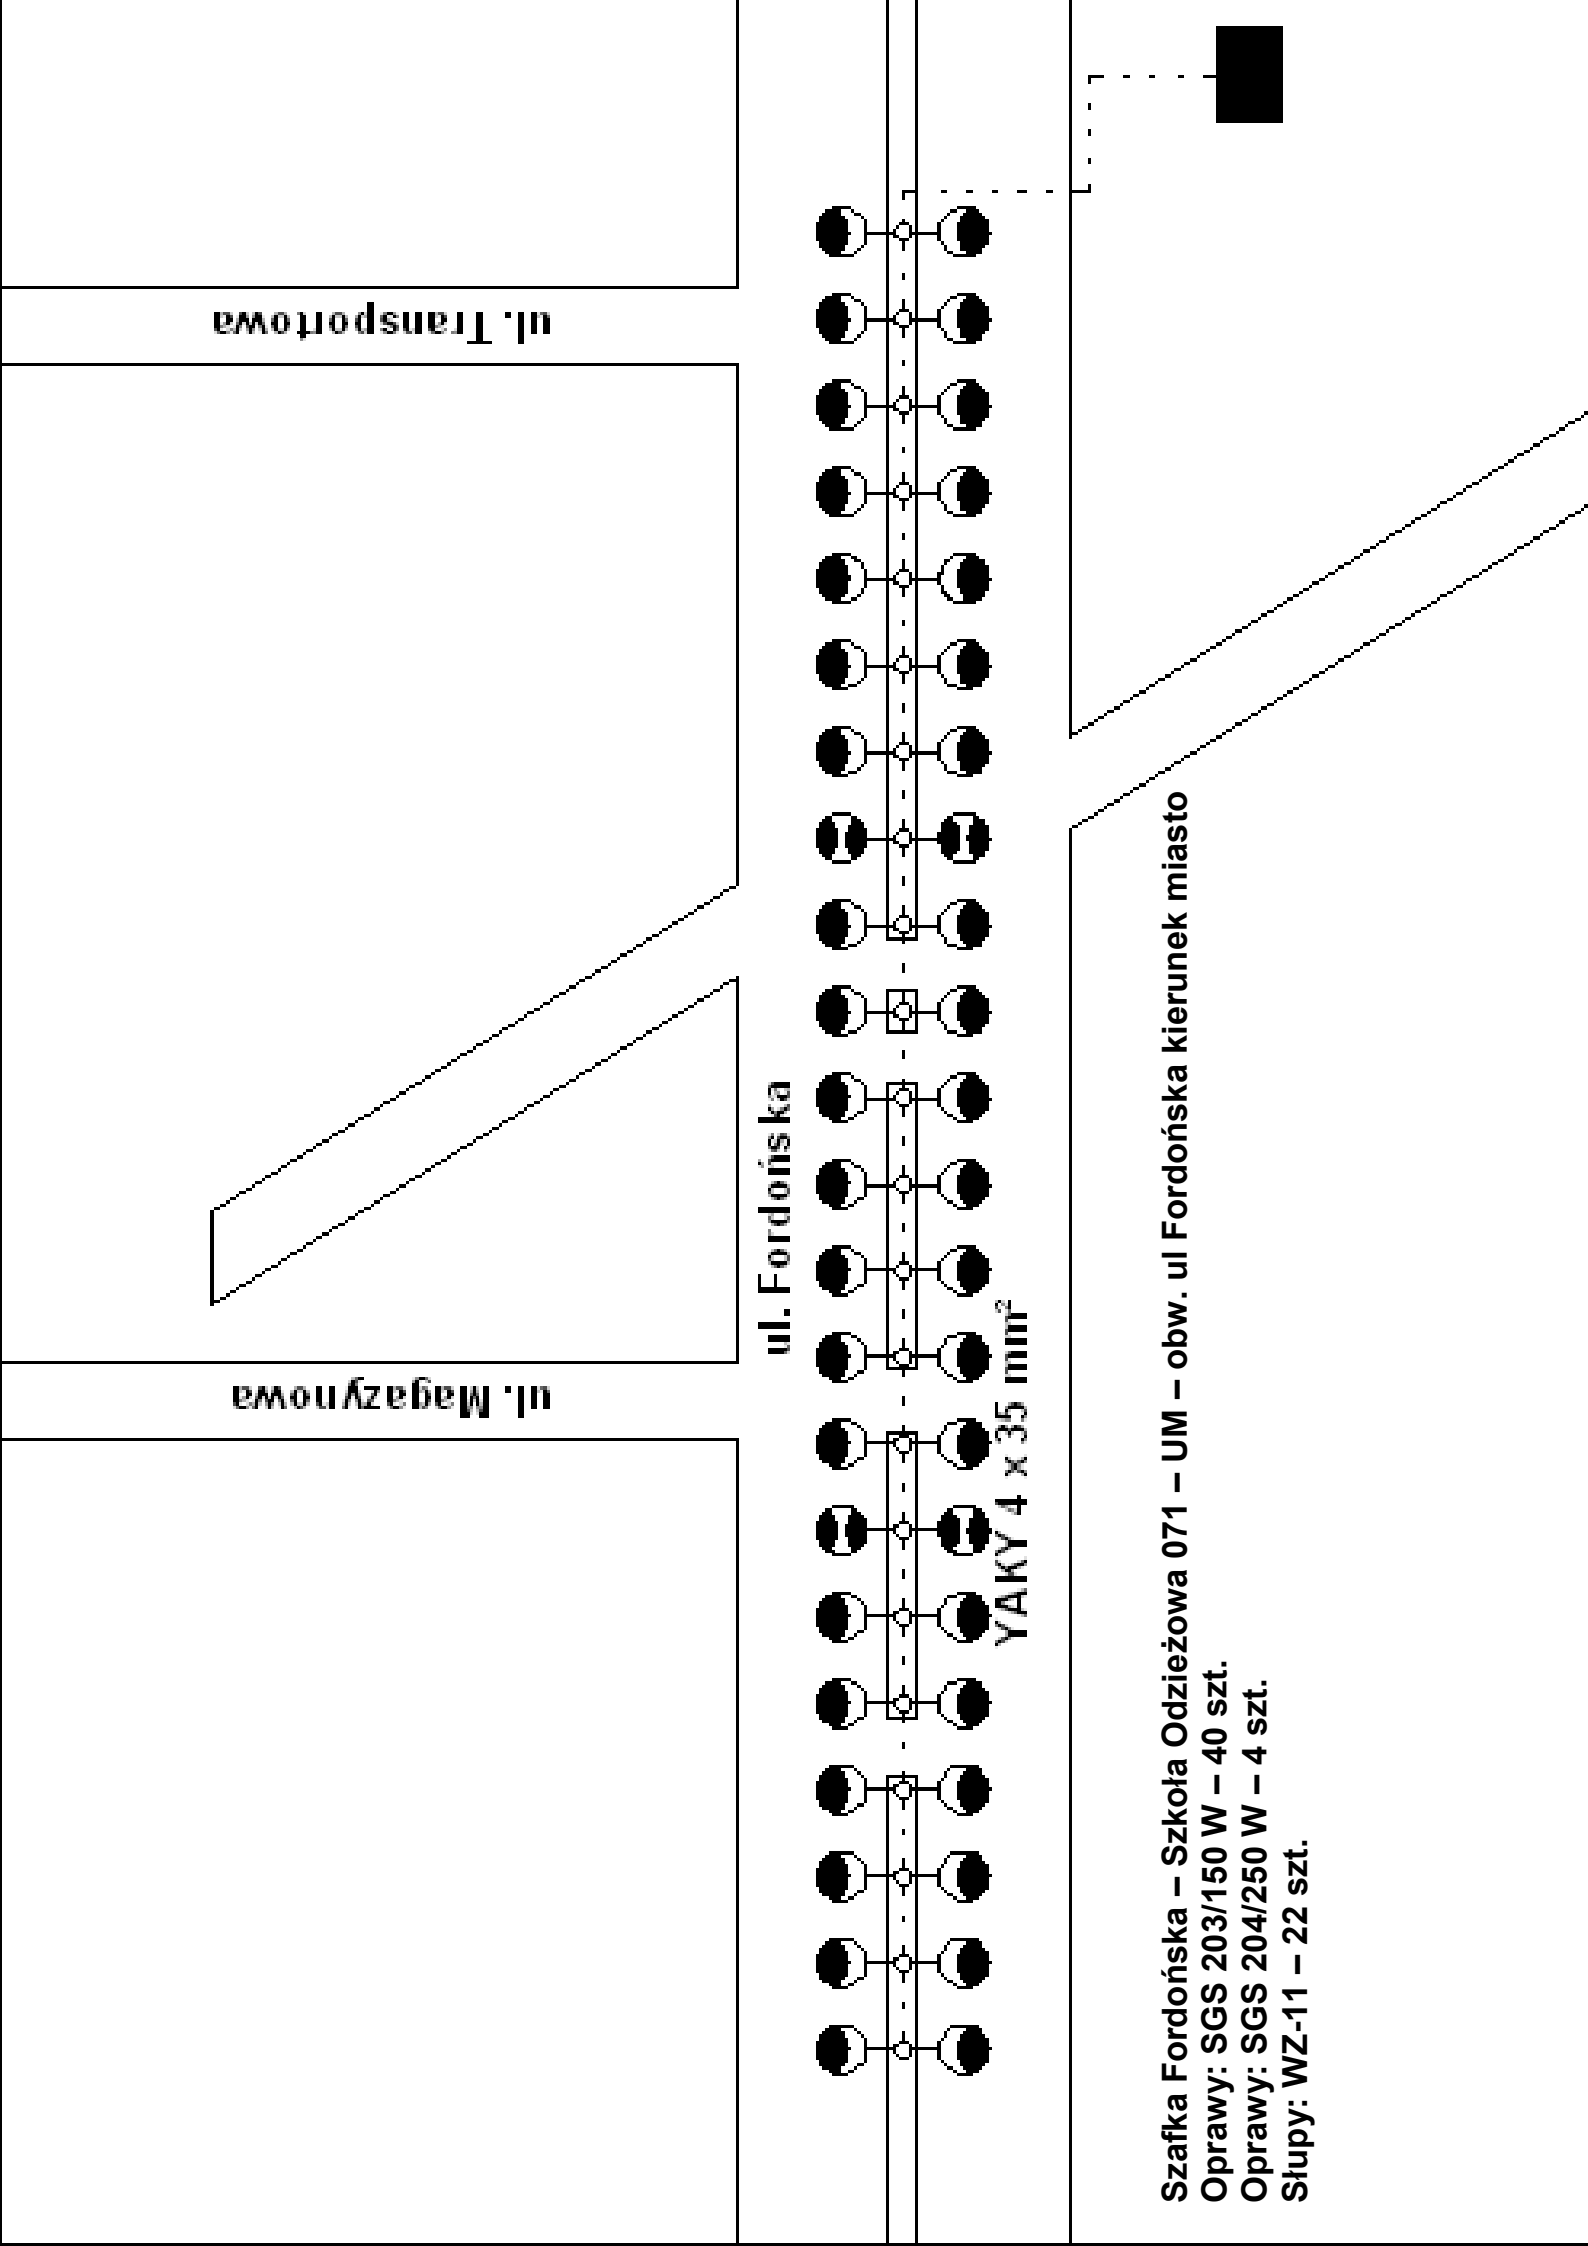 ul. Transportowa
ul. Fordońska
ul. Magazynowa
YAKY 4 x 35 mm²
Szafka Fordońska – Szkoła Odzieżowa 071 – UM – obw. ul Fordońska kierunek miasto
Oprawy: SGS 203/150 W – 40 szt.
Oprawy: SGS 204/250 W – 4 szt.
Słupy: WZ-11 – 22 szt.